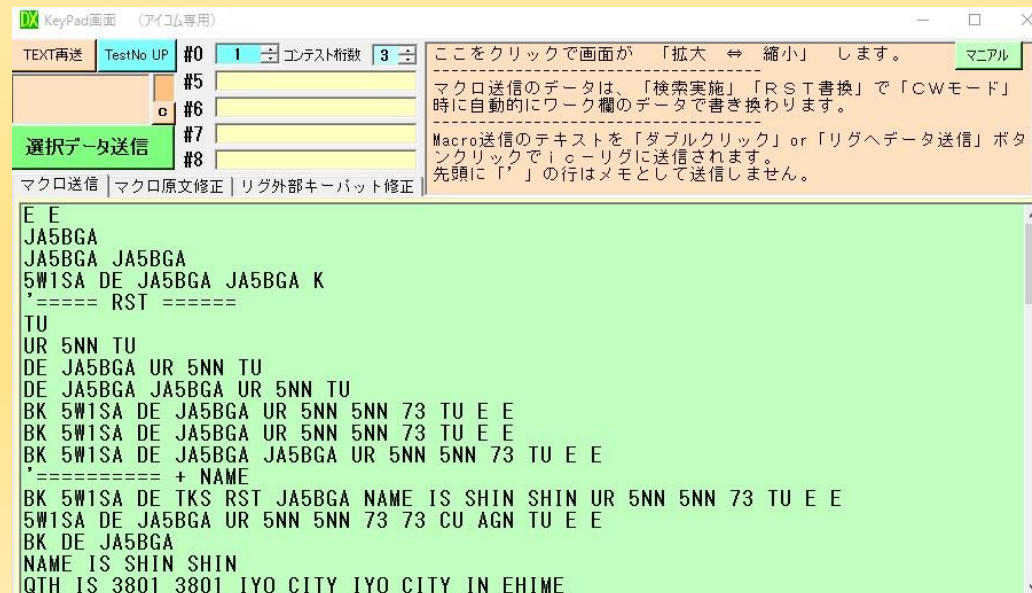 DX KeyPad画面 （アイコム専用）
TEXT再送 TestNo UP #0 1 コンテスト桁数 3
#5
c #6
選択データ送信 #7
#8
ここをクリックで画面が 「拡大 ⇔ 縮小」 します。 マニアル
------------------------------------
マクロ送信のデータは、「検索実施」「ＲＳＴ書換」で「ＣＷモード」
時に自動的にワーク欄のデータで書き換わります。
------------------------------------
Macro送信のテキストを「ダブルクリック」or「リグへデータ送信」ボタ
ンクリックでｉｃ－リグに送信されます。
先頭に「'」の行はメモとして送信しません。
マクロ送信 マクロ原文修正 リグ外部キーパット修正
E E
JA5BGA
JA5BGA JA5BGA
5W1SA DE JA5BGA JA5BGA K
'===== RST ======
TU
UR 5NN TU
DE JA5BGA UR 5NN TU
DE JA5BGA JA5BGA UR 5NN TU
BK 5W1SA DE JA5BGA UR 5NN 5NN 73 TU E E
BK 5W1SA DE JA5BGA UR 5NN 5NN 73 TU E E
BK 5W1SA DE JA5BGA JA5BGA UR 5NN 5NN 73 TU E E
'========== + NAME
BK 5W1SA DE TKS RST JA5BGA NAME IS SHIN SHIN UR 5NN 5NN 73 TU E E
5W1SA DE JA5BGA UR 5NN 5NN 73 73 CU AGN TU E E
BK DE JA5BGA
NAME IS SHIN SHIN
QTH IS 3801 3801 IYO CITY IYO CITY IN EHIME